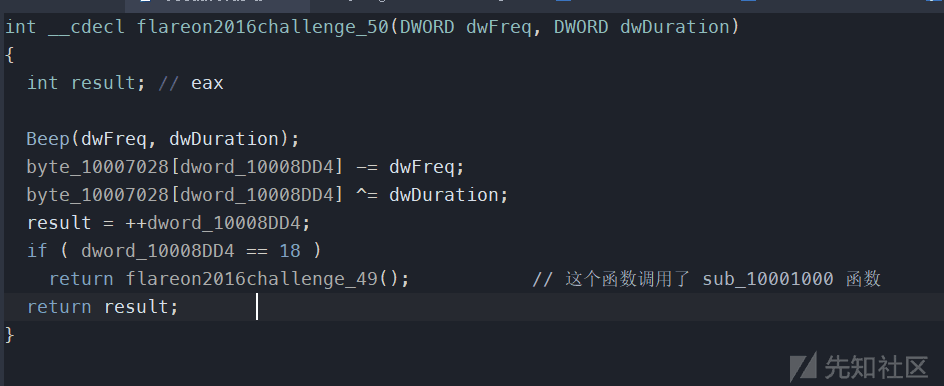 int __cdecl flareon2016challenge_50(DWORD dwFreq, DWORD dwDuration)
{
  int result; // eax
  Beep(dwFreq, dwDuration);
  byte_10007028[dword_10008DD4] -= dwFreq;
  byte_10007028[dword_10008DD4] ^= dwDuration;
  result = ++dword_10008DD4;
  if ( dword_10008DD4 == 18 )
    return flareon2016challenge_49();           // 这个函数调用了 sub_10001000 函数
  return result;
}
先知社区